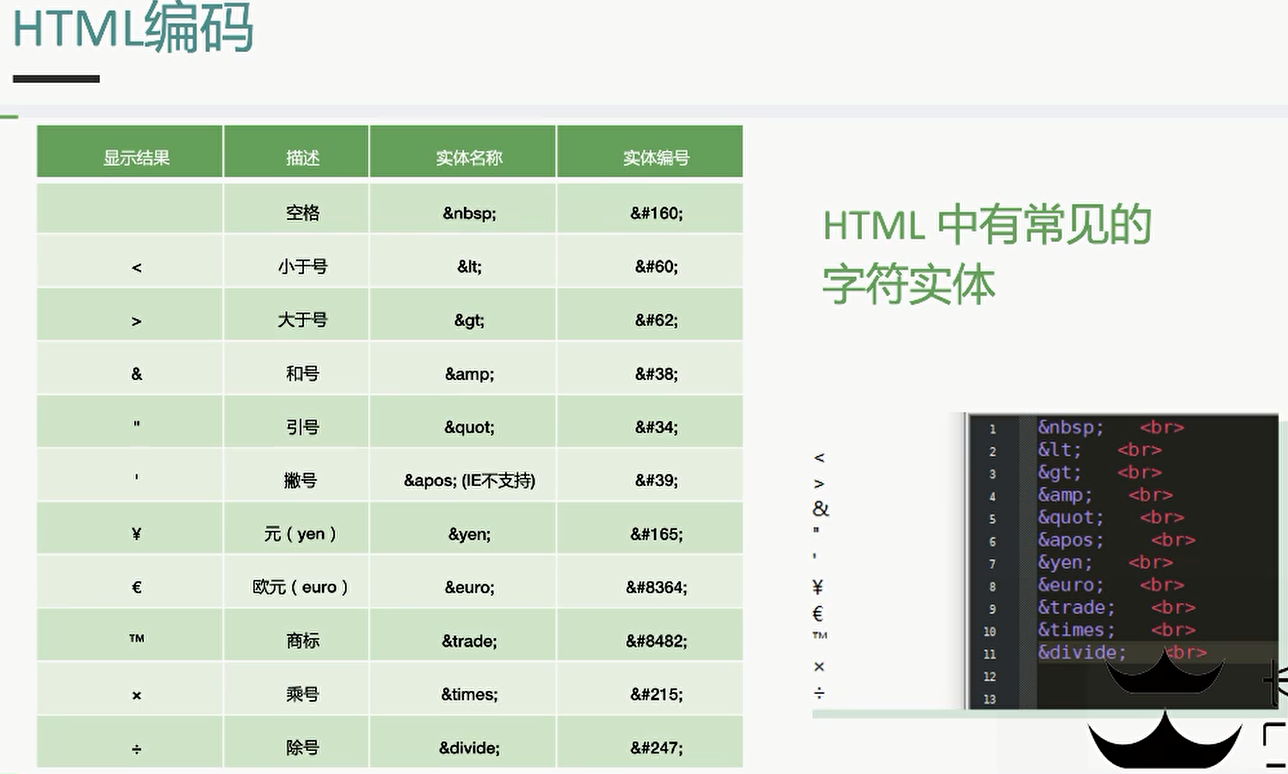 HTML编码
显示结果 描述 实体名称 实体编号
空格 &nbsp; &#160;
< 小于号 &lt; &#60;
> 大于号 &gt; &#62;
& 和号 &amp; &#38;
" 引号 &quot; &#34;
' 撇号 &apos; (IE不支持) &#39;
¥ 元（yen） &yen; &#165;
€ 欧元（euro） &euro; &#8364;
™ 商标 &trade; &#8482;
× 乘号 &times; &#215;
÷ 除号 &divide; &#247;
HTML 中有常见的
字符实体
<
>
&
"
'
¥
€
™
×
÷
1 &nbsp; <br>
2 &lt; <br>
3 &gt; <br>
4 &amp; <br>
5 &quot; <br>
6 &apos; <br>
7 &yen; <br>
8 &euro; <br>
9 &trade; <br>
10 &times; <br>
11 &divide; <br>
12
13